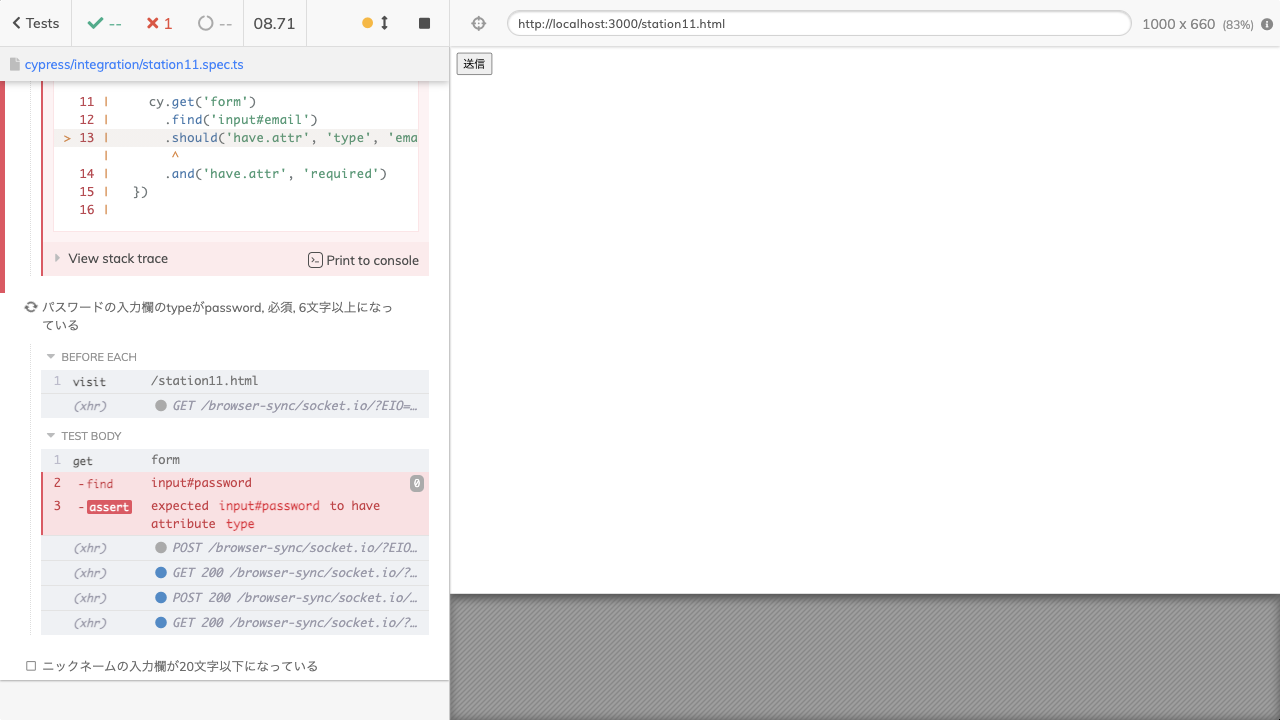 Tests
--
1
--
08.71
http://localhost:3000/station11.html
1000 x 660 (83%)
cypress/integration/station11.spec.ts
送信
11 | cy.get('form')
12 | .find('input#email')
> 13 | .should('have.attr', 'type', 'ema
| ^
14 | .and('have.attr', 'required')
15 | })
16 |
View stack trace
Print to console
パスワードの入力欄のtypeがpassword, 必須, 6文字以上になっ
ている
BEFORE EACH
1 visit /station11.html
(xhr) GET /browser-sync/socket.io/?EIO=…
TEST BODY
1 get form
2 -find input#password 0
3 -assert expected input#password to have
attribute type
(xhr) POST /browser-sync/socket.io/?EIO…
(xhr) GET 200 /browser-sync/socket.io/?…
(xhr) POST 200 /browser-sync/socket.io/…
(xhr) GET 200 /browser-sync/socket.io/?…
ニックネームの入力欄が20文字以下になっている